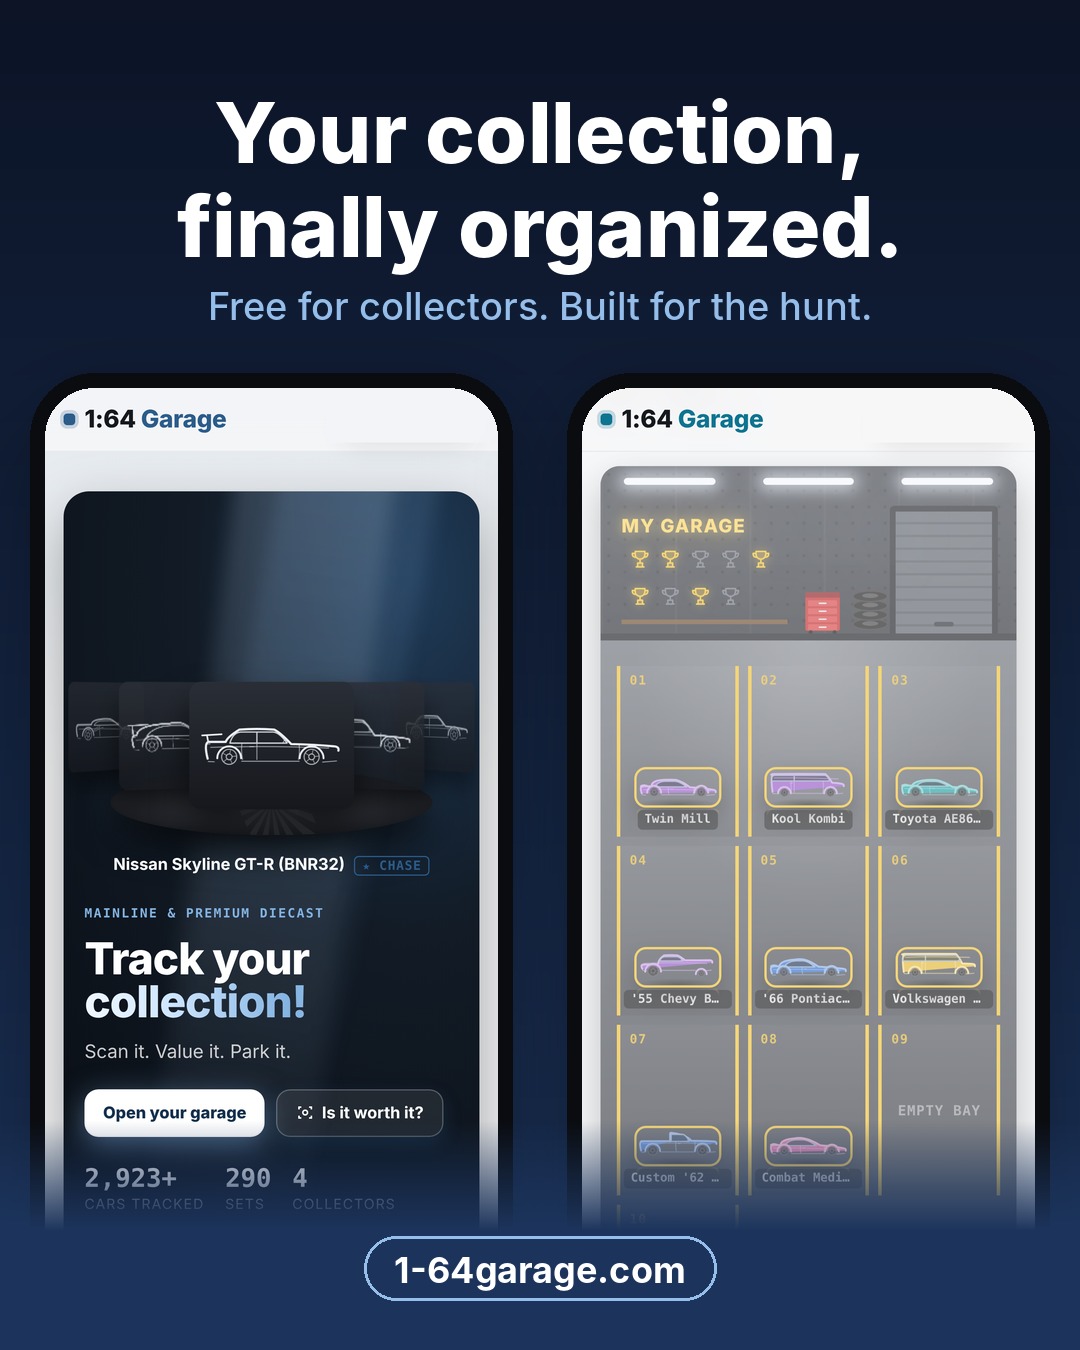 Your collection,
finally organized.
Free for collectors. Built for the hunt.
1:64 Garage
Nissan Skyline GT-R (BNR32) ★ CHASE
MAINLINE & PREMIUM DIECAST
Track your
collection!
Scan it. Value it. Park it.
Open your garage
Is it worth it?
2,923+ 290 4
CARS TRACKED SETS COLLECTORS
1:64 Garage
MY GARAGE
01 02 03
Twin Mill Kool Kombi Toyota AE86…
04 05 06
'55 Chevy B… '66 Pontiac… Volkswagen …
07 08 09
EMPTY BAY
Custom '62 … Combat Medi…
10
1-64garage.com